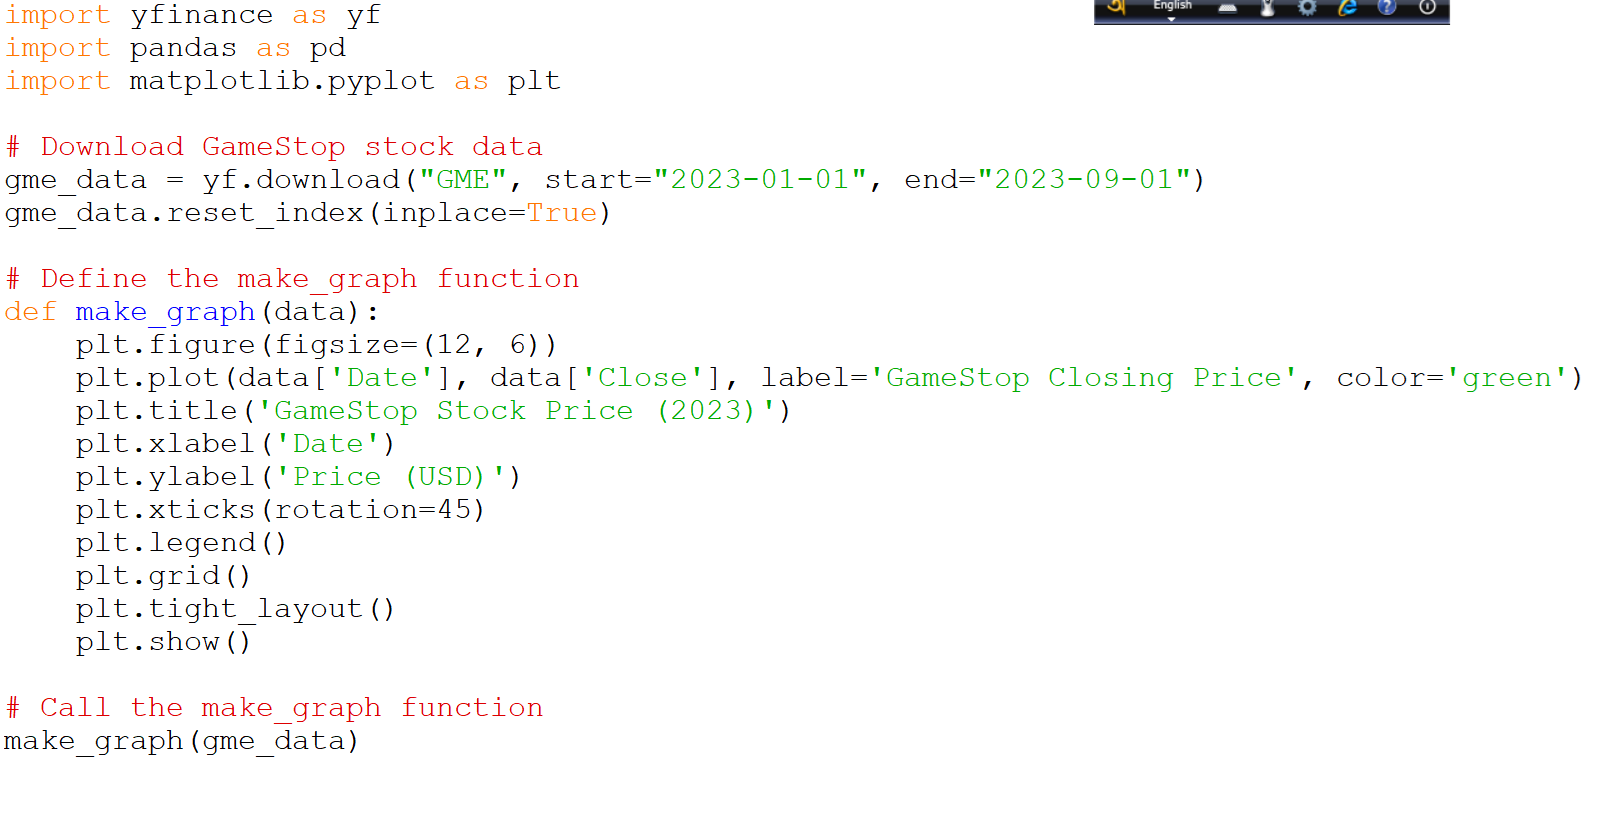 import yfinance as yf
English
import pandas as pd
import matplotlib.pyplot as plt
# Download GameStop stock data
gme_data = yf.download("GME", start="2023-01-01", end="2023-09-01")
gme_data.reset_index(inplace=True)
# Define the make_graph function
def make_graph(data):
    plt.figure(figsize=(12, 6))
    plt.plot(data['Date'], data['Close'], label='GameStop Closing Price', color='green')
    plt.title('GameStop Stock Price (2023)')
    plt.xlabel('Date')
    plt.ylabel('Price (USD)')
    plt.xticks(rotation=45)
    plt.legend()
    plt.grid()
    plt.tight_layout()
    plt.show()
# Call the make_graph function
make_graph(gme_data)